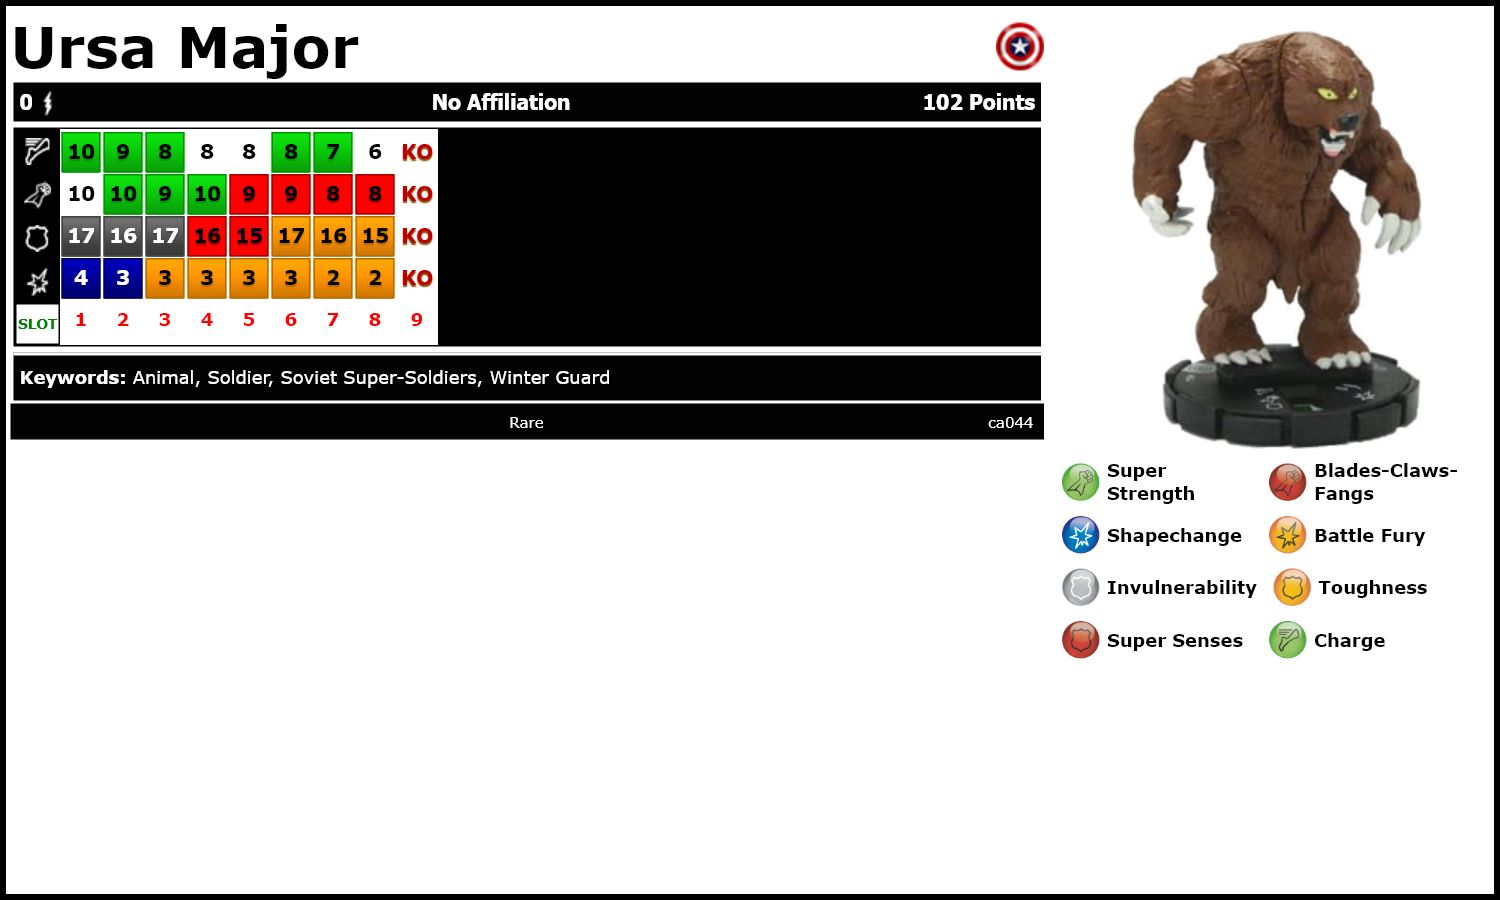 Ursa Major
0 No Affiliation 102 Points
10 9 8 8 8 8 7 6 KO
10 10 9 10 9 9 8 8 KO
17 16 17 16 15 17 16 15 KO
4 3 3 3 3 3 2 2 KO
SLOT 1 2 3 4 5 6 7 8 9
Keywords: Animal, Soldier, Soviet Super-Soldiers, Winter Guard
Rare ca044
Super Strength
Blades-Claws-Fangs
Shapechange
Battle Fury
Invulnerability
Toughness
Super Senses
Charge